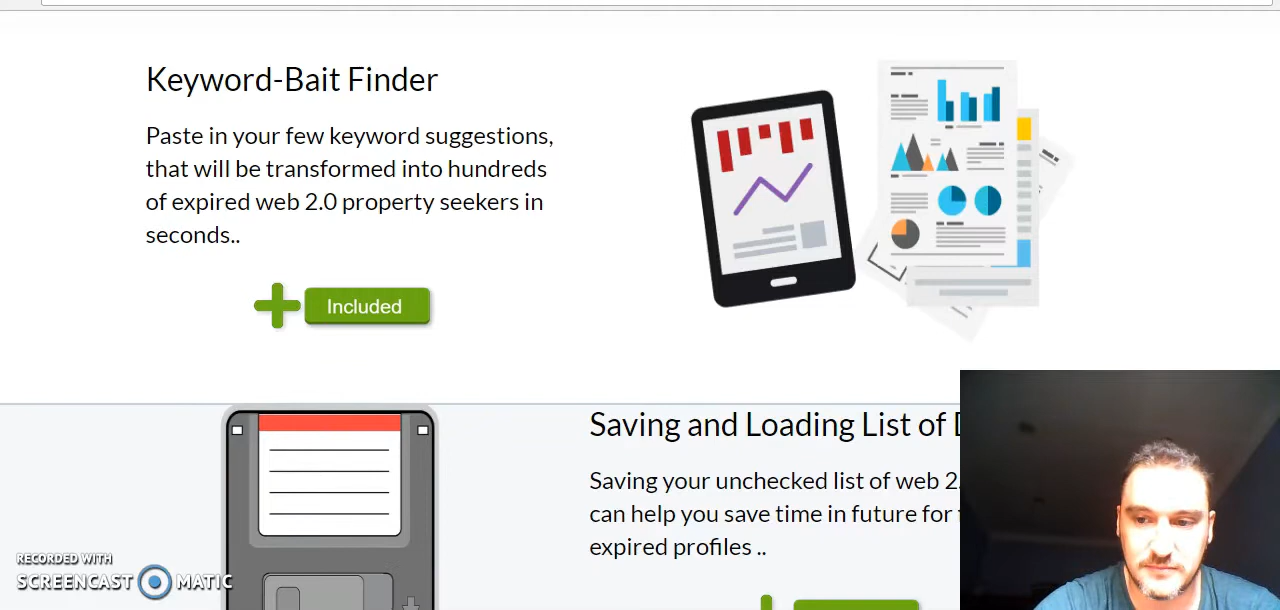 Keyword-Bait Finder
Paste in your few keyword suggestions,
that will be transformed into hundreds
of expired web 2.0 property seekers in
seconds..
Included
Saving and Loading List of
Saving your unchecked list of web 2.
can help you save time in future for
expired profiles ..
RECORDED WITH
SCREENCAST MATIC